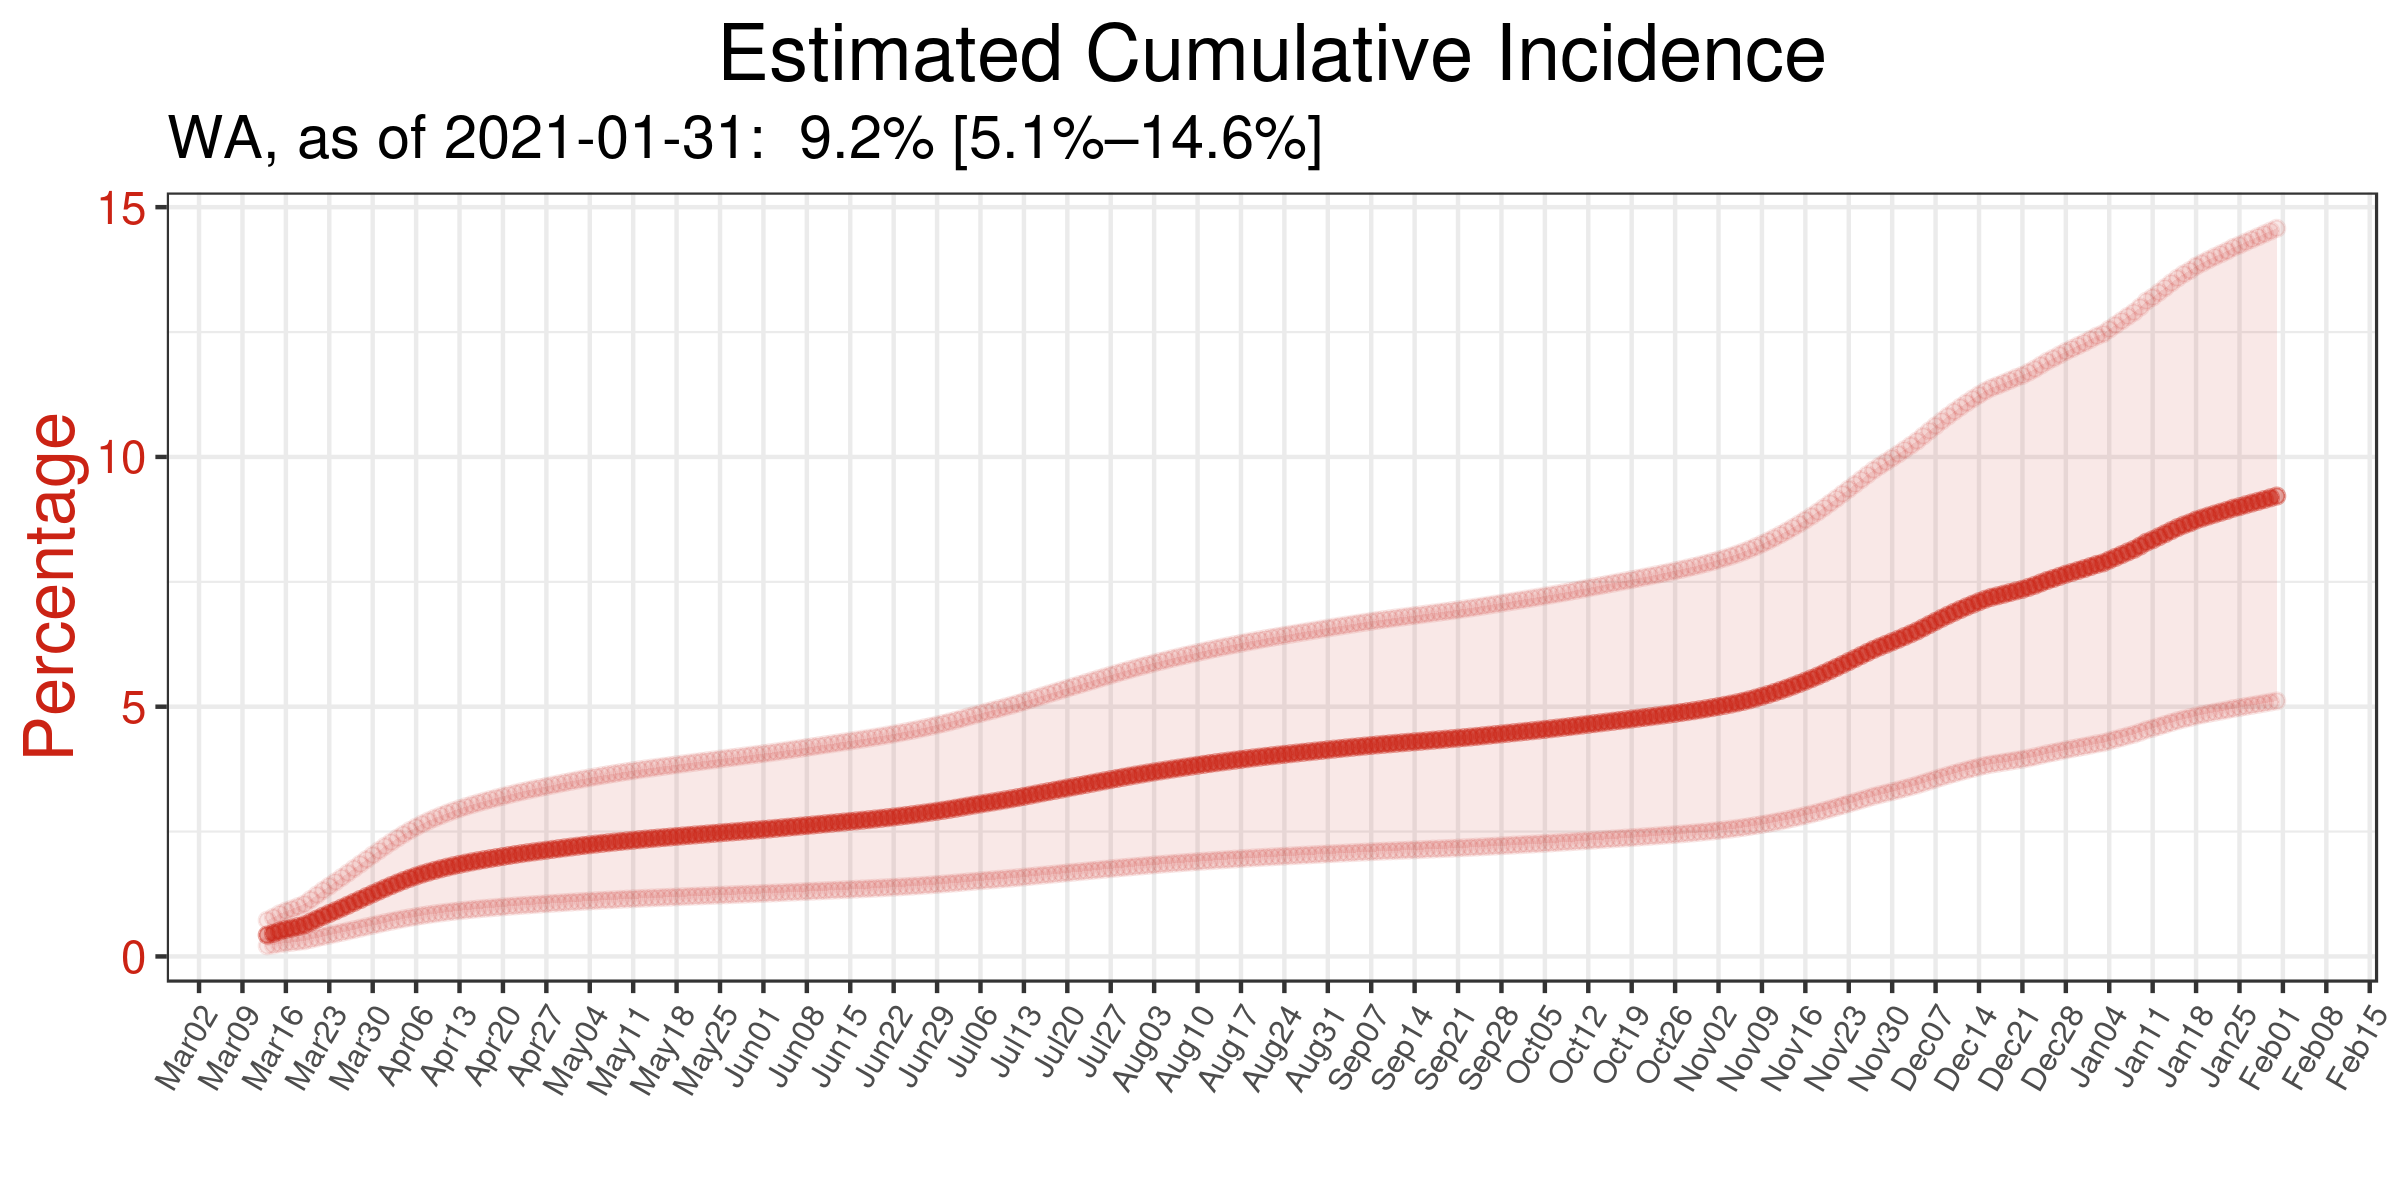 Estimated Cumulative Incidence
WA, as of 2021-01-31:  9.2% [5.1%–14.6%]
Percentage
15
10
5
0
Mar02
Mar09
Mar16
Mar23
Mar30
Apr06
Apr13
Apr20
Apr27
May04
May11
May18
May25
Jun01
Jun08
Jun15
Jun22
Jun29
Jul06
Jul13
Jul20
Jul27
Aug03
Aug10
Aug17
Aug24
Aug31
Sep07
Sep14
Sep21
Sep28
Oct05
Oct12
Oct19
Oct26
Nov02
Nov09
Nov16
Nov23
Nov30
Dec07
Dec14
Dec21
Dec28
Jan04
Jan11
Jan18
Jan25
Feb01
Feb08
Feb15